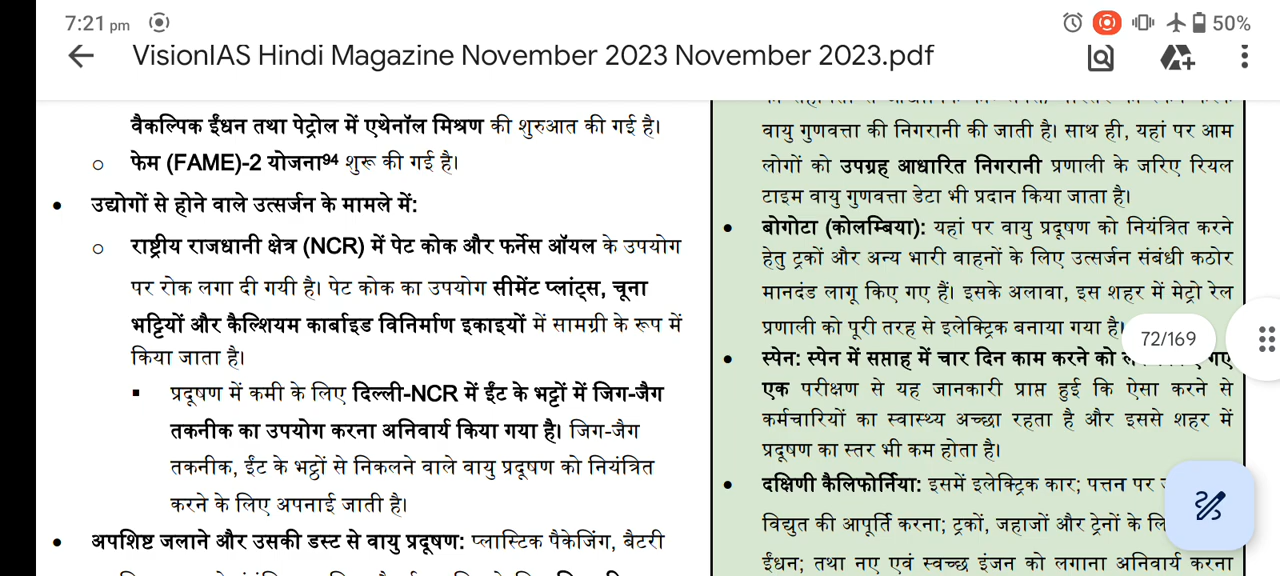 7:21 pm
50%
VisionIAS Hindi Magazine November 2023 November 2023.pdf
वैकल्पिक ईंधन तथा पेट्रोल में एथेनॉल मिश्रण की शुरुआत की गई है।
○ फेम (FAME)-2 योजना⁹⁴ शुरू की गई है।
• उद्योगों से होने वाले उत्सर्जन के मामले में:
○ राष्ट्रीय राजधानी क्षेत्र (NCR) में पेट कोक और फर्नेस ऑयल के उपयोग
पर रोक लगा दी गयी है। पेट कोक का उपयोग सीमेंट प्लांट्स, चूना
भट्टियों और कैल्शियम कार्बाइड विनिर्माण इकाइयों में सामग्री के रूप में
किया जाता है।
▪ प्रदूषण में कमी के लिए दिल्ली-NCR में ईंट के भट्टों में जिग-जैग
तकनीक का उपयोग करना अनिवार्य किया गया है। जिग-जैग
तकनीक, ईंट के भट्ठों से निकलने वाले वायु प्रदूषण को नियंत्रित
करने के लिए अपनाई जाती है।
• अपशिष्ट जलाने और उसकी डस्ट से वायु प्रदूषण: प्लास्टिक पैकेजिंग, बैटरी
वायु गुणवत्ता की निगरानी की जाती है। साथ ही, यहां पर आम
लोगों को उपग्रह आधारित निगरानी प्रणाली के जरिए रियल
टाइम वायु गुणवत्ता डेटा भी प्रदान किया जाता है।
• बोगोटा (कोलम्बिया): यहां पर वायु प्रदूषण को नियंत्रित करने
हेतु ट्रकों और अन्य भारी वाहनों के लिए उत्सर्जन संबंधी कठोर
मानदंड लागू किए गए हैं। इसके अलावा, इस शहर में मेट्रो रेल
प्रणाली को पूरी तरह से इलेक्ट्रिक बनाया गया है।
72/169
• स्पेन: स्पेन में सप्ताह में चार दिन काम करने को गए
एक परीक्षण से यह जानकारी प्राप्त हुई कि ऐसा करने से
कर्मचारियों का स्वास्थ्य अच्छा रहता है और इससे शहर में
प्रदूषण का स्तर भी कम होता है।
• दक्षिणी कैलिफोर्निया: इसमें इलेक्ट्रिक कार; पत्तन पर
विद्युत की आपूर्ति करना; ट्रकों, जहाजों और ट्रेनों के
ईंधन; तथा नए एवं स्वच्छ इंजन को लगाना अनिवार्य करना